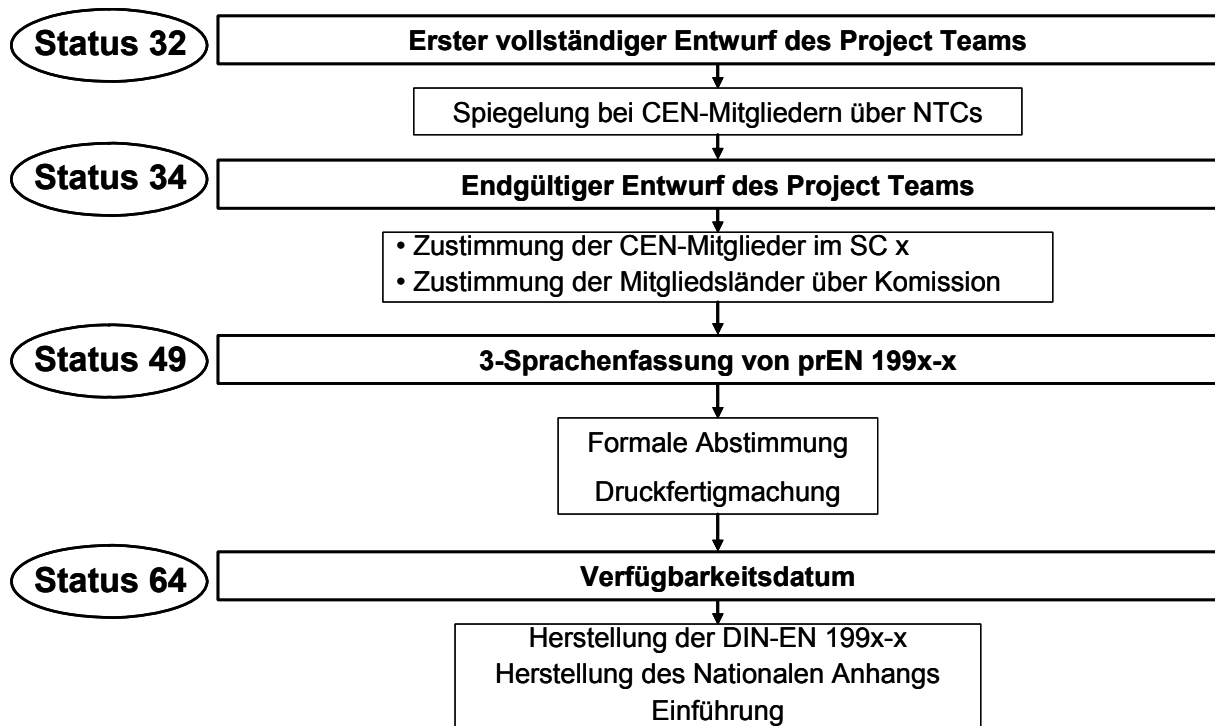 Status 32
Erster vollständiger Entwurf des Project Teams
Spiegelung bei CEN-Mitgliedern über NTCs
Status 34
Endgültiger Entwurf des Project Teams
• Zustimmung der CEN-Mitglieder im SC x
• Zustimmung der Mitgliedsländer über Komission
Status 49
3-Sprachenfassung von prEN 199x-x
Formale Abstimmung
Druckfertigmachung
Status 64
Verfügbarkeitsdatum
Herstellung der DIN-EN 199x-x
Herstellung des Nationalen Anhangs
Einführung